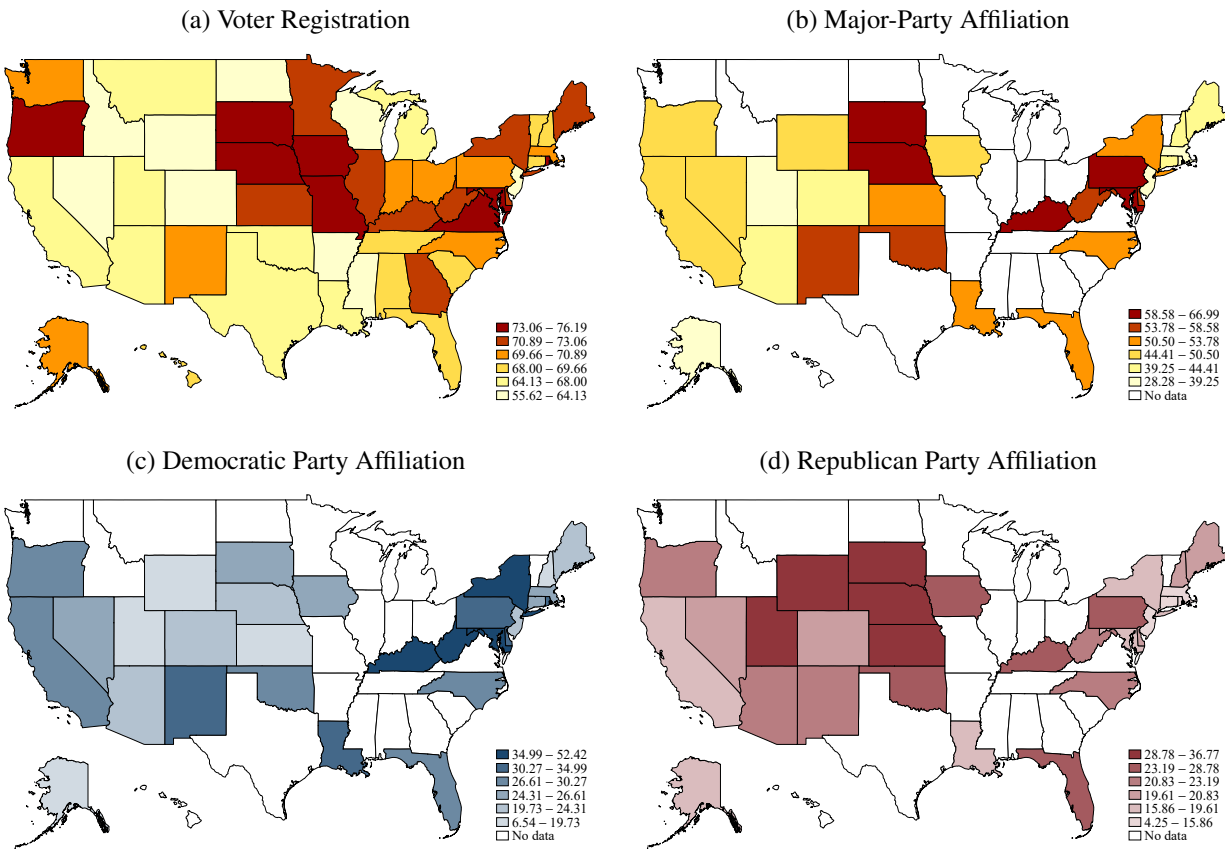 (a) Voter Registration
(b) Major-Party Affiliation
73.06 – 76.19
70.89 – 73.06
69.66 – 70.89
68.00 – 69.66
64.13 – 68.00
55.62 – 64.13
58.58 – 66.99
53.78 – 58.58
50.50 – 53.78
44.41 – 50.50
39.25 – 44.41
28.28 – 39.25
No data
(c) Democratic Party Affiliation
(d) Republican Party Affiliation
34.99 – 52.42
30.27 – 34.99
26.61 – 30.27
24.31 – 26.61
19.73 – 24.31
6.54 – 19.73
No data
28.78 – 36.77
23.19 – 28.78
20.83 – 23.19
19.61 – 20.83
15.86 – 19.61
4.25 – 15.86
No data